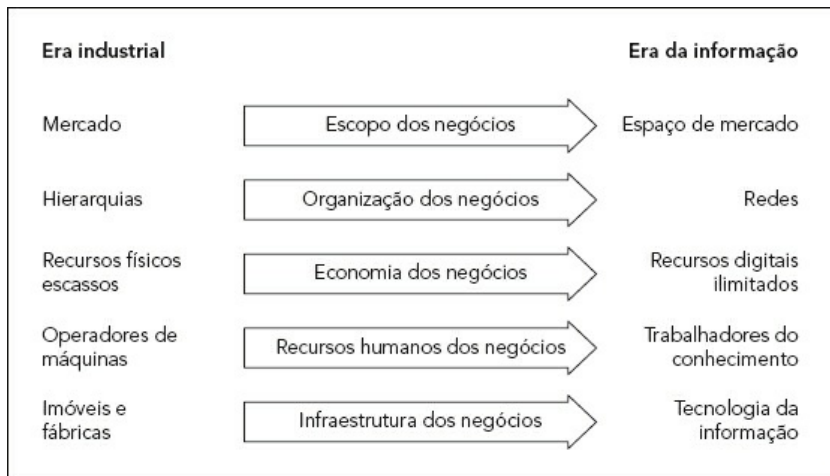 Era industrial
Era da informação
Mercado
Escopo dos negócios
Espaço de mercado
Hierarquias
Organização dos negócios
Redes
Recursos físicos
escassos
Economia dos negócios
Recursos digitais
ilimitados
Operadores de
máquinas
Recursos humanos dos negócios
Trabalhadores do
conhecimento
Imóveis e
fábricas
Infraestrutura dos negócios
Tecnologia da
informação